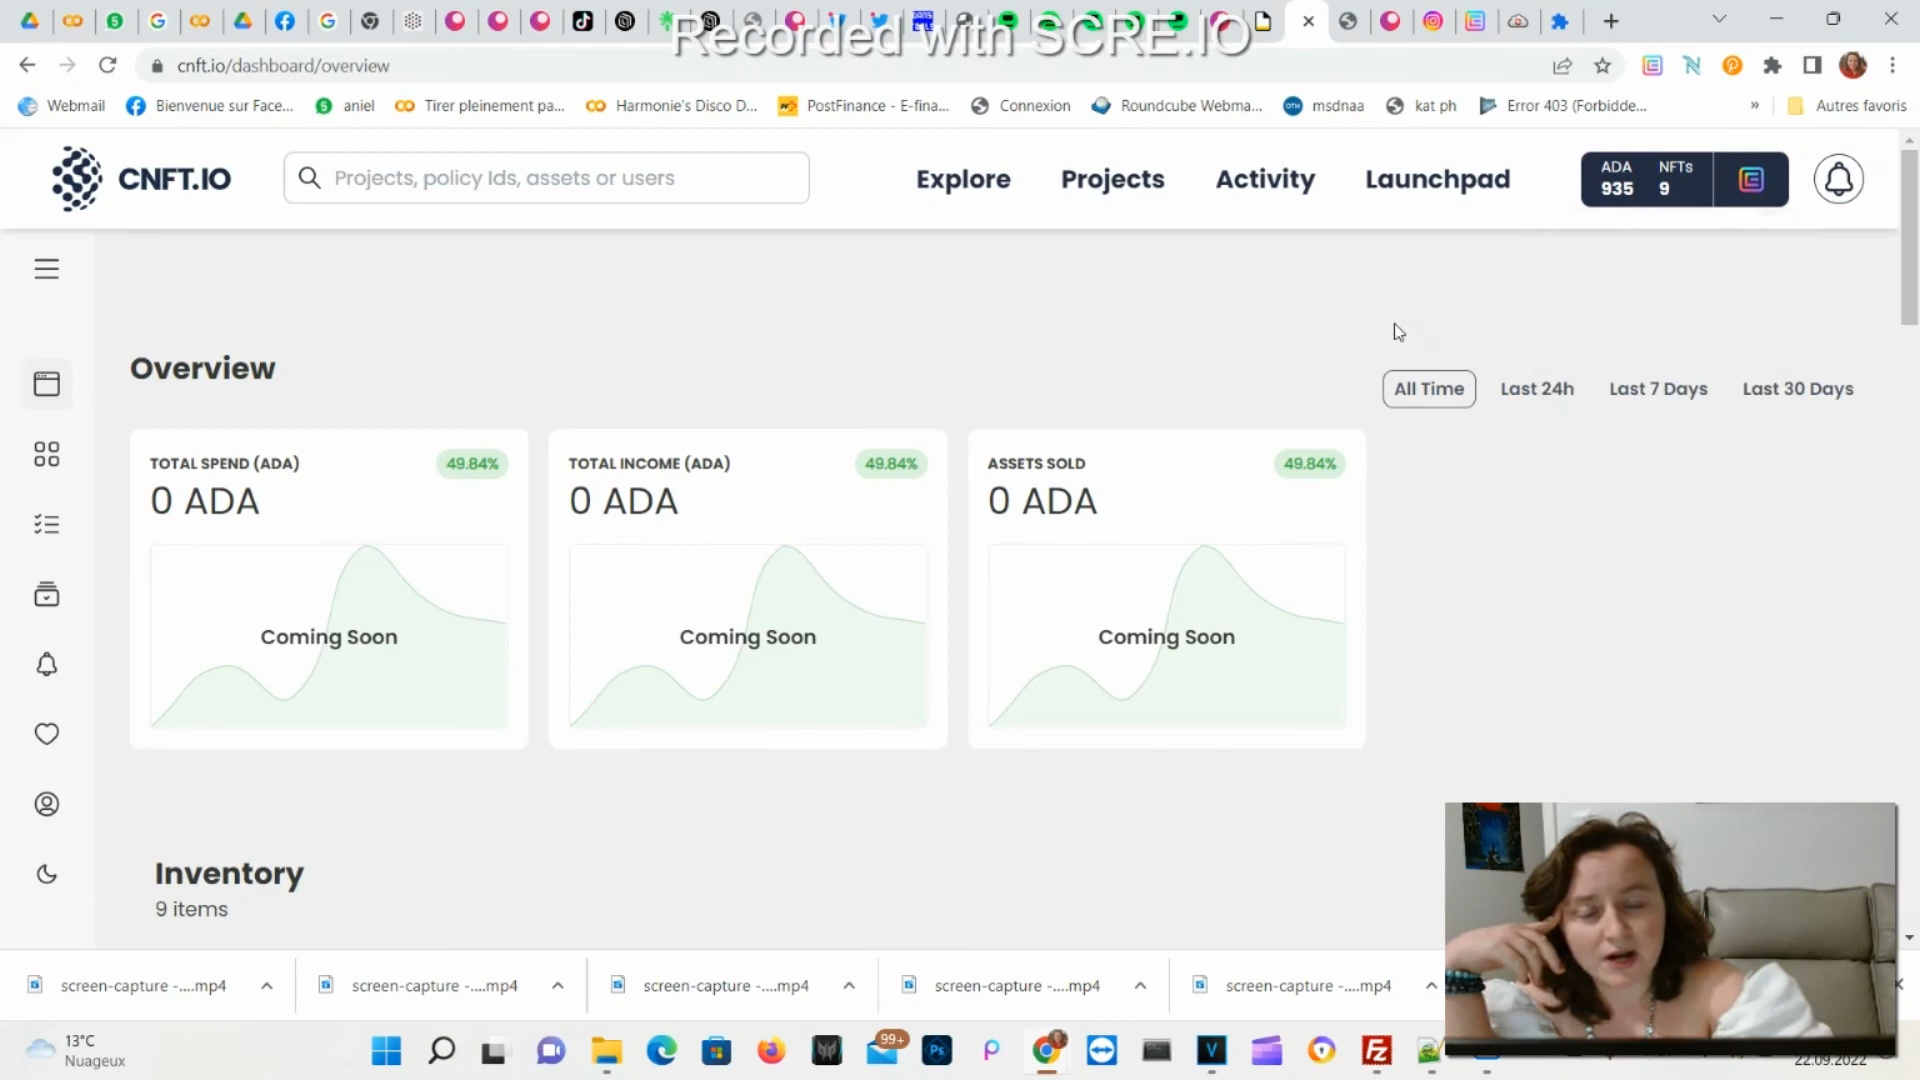 Recorded with SCRE.IO
cnft.io/dashboard/overview
Webmail
Bienvenue sur Face...
aniel
Tirer pleinement pa...
Harmonie's Disco D...
PostFinance - E-fina...
Connexion
Roundcube Webma...
msdnaa
kat ph
Error 403 (Forbidde...
»
Autres favoris
CNFT.IO
Projects, policy Ids, assets or users
Explore
Projects
Activity
Launchpad
ADA
935
NFTs
9
Overview
All Time
Last 24h
Last 7 Days
Last 30 Days
TOTAL SPEND (ADA)
49.84%
0 ADA
Coming Soon
TOTAL INCOME (ADA)
49.84%
0 ADA
Coming Soon
ASSETS SOLD
49.84%
0 ADA
Coming Soon
Inventory
9 items
screen-capture -....mp4
screen-capture -....mp4
screen-capture -....mp4
screen-capture -....mp4
screen-capture -....mp4
13°C
Nuageux
99+
22.09.2022